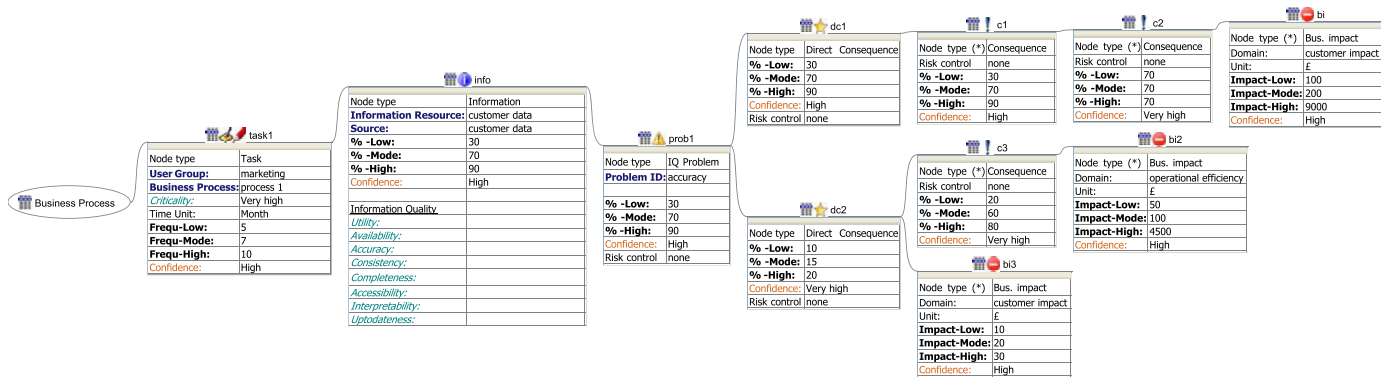 Business Process
task1
Node type Task
User Group: marketing
Business Process: process 1
Criticality: Very high
Time Unit: Month
Frequ-Low: 5
Frequ-Mode: 7
Frequ-High: 10
Confidence: High
info
Node type Information
Information Resource: customer data
Source: customer data
% -Low: 30
% -Mode: 70
% -High: 90
Confidence: High
Information Quality
Utility:
Availability:
Accuracy:
Consistency:
Completeness:
Accessibility:
Interpretability:
Uptodateness:
prob1
Node type IQ Problem
Problem ID: accuracy
% -Low: 30
% -Mode: 70
% -High: 90
Confidence: High
Risk control none
dc1
Node type Direct Consequence
% -Low: 30
% -Mode: 70
% -High: 90
Confidence: High
Risk control none
c1
Node type (*) Consequence
Risk control none
% -Low: 30
% -Mode: 70
% -High: 90
Confidence: High
c2
Node type (*) Consequence
Risk control none
% -Low: 70
% -Mode: 70
% -High: 70
Confidence: Very high
bi
Node type (*) Bus. impact
Domain: customer impact
Unit: £
Impact-Low: 100
Impact-Mode: 200
Impact-High: 9000
Confidence: High
dc2
Node type Direct Consequence
% -Low: 10
% -Mode: 15
% -High: 20
Confidence: Very high
Risk control none
c3
Node type (*) Consequence
Risk control none
% -Low: 20
% -Mode: 60
% -High: 80
Confidence: Very high
bi2
Node type (*) Bus. impact
Domain: operational efficiency
Unit: £
Impact-Low: 50
Impact-Mode: 100
Impact-High: 4500
Confidence: High
bi3
Node type (*) Bus. impact
Domain: customer impact
Unit: £
Impact-Low: 10
Impact-Mode: 20
Impact-High: 30
Confidence: High